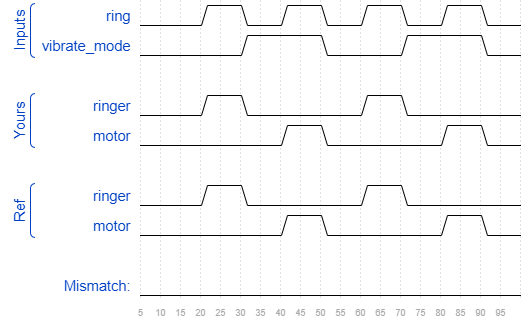 Inputs
ring
vibrate_mode
Yours
ringer
motor
Ref
ringer
motor
Mismatch:
5 10 15 20 25 30 35 40 45 50 55 60 65 70 75 80 85 90 95